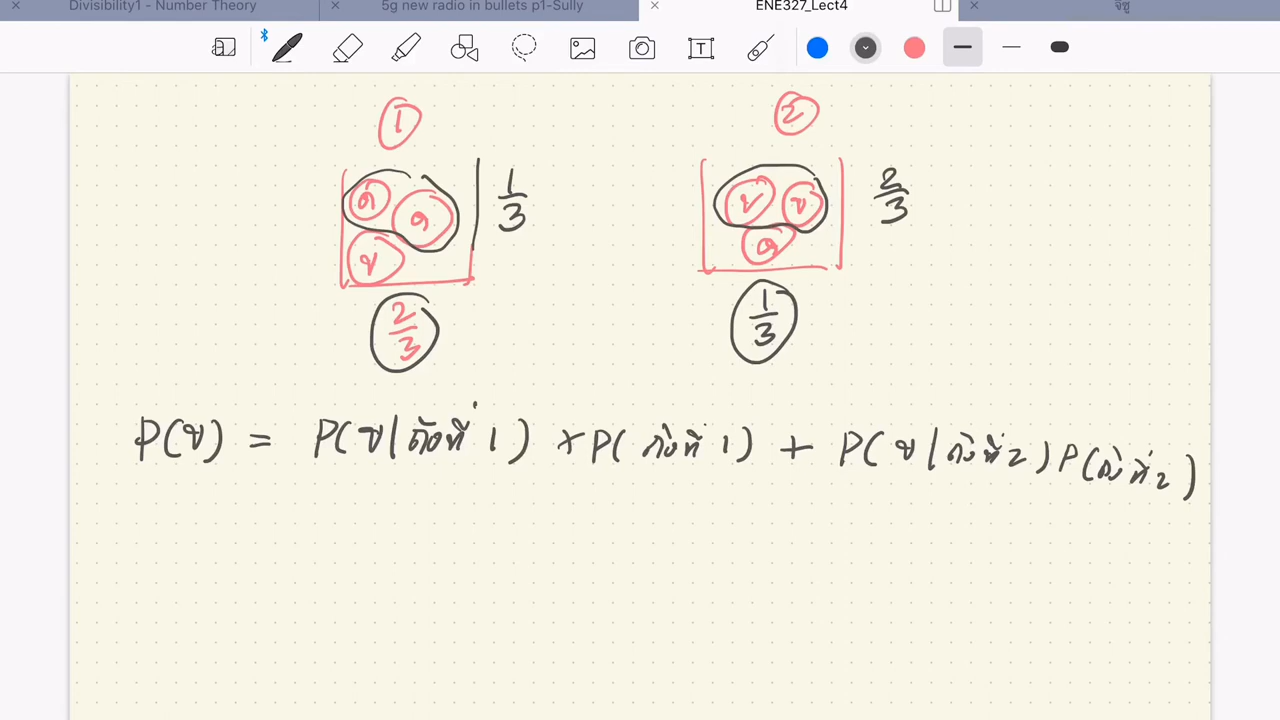 Divisibility1 - Number Theory
5g new radio in bullets p1-Sully
ENE327_Lect4
จีซู
T
1
2
ด ด
1/3
ข ข
2/3
ข
ด
2/3
1/3
P(ข) = P(ข|ถังที่ 1) × P(ถังที่ 1) + P(ข|ถังที่ 2) P(ถังที่ 2)